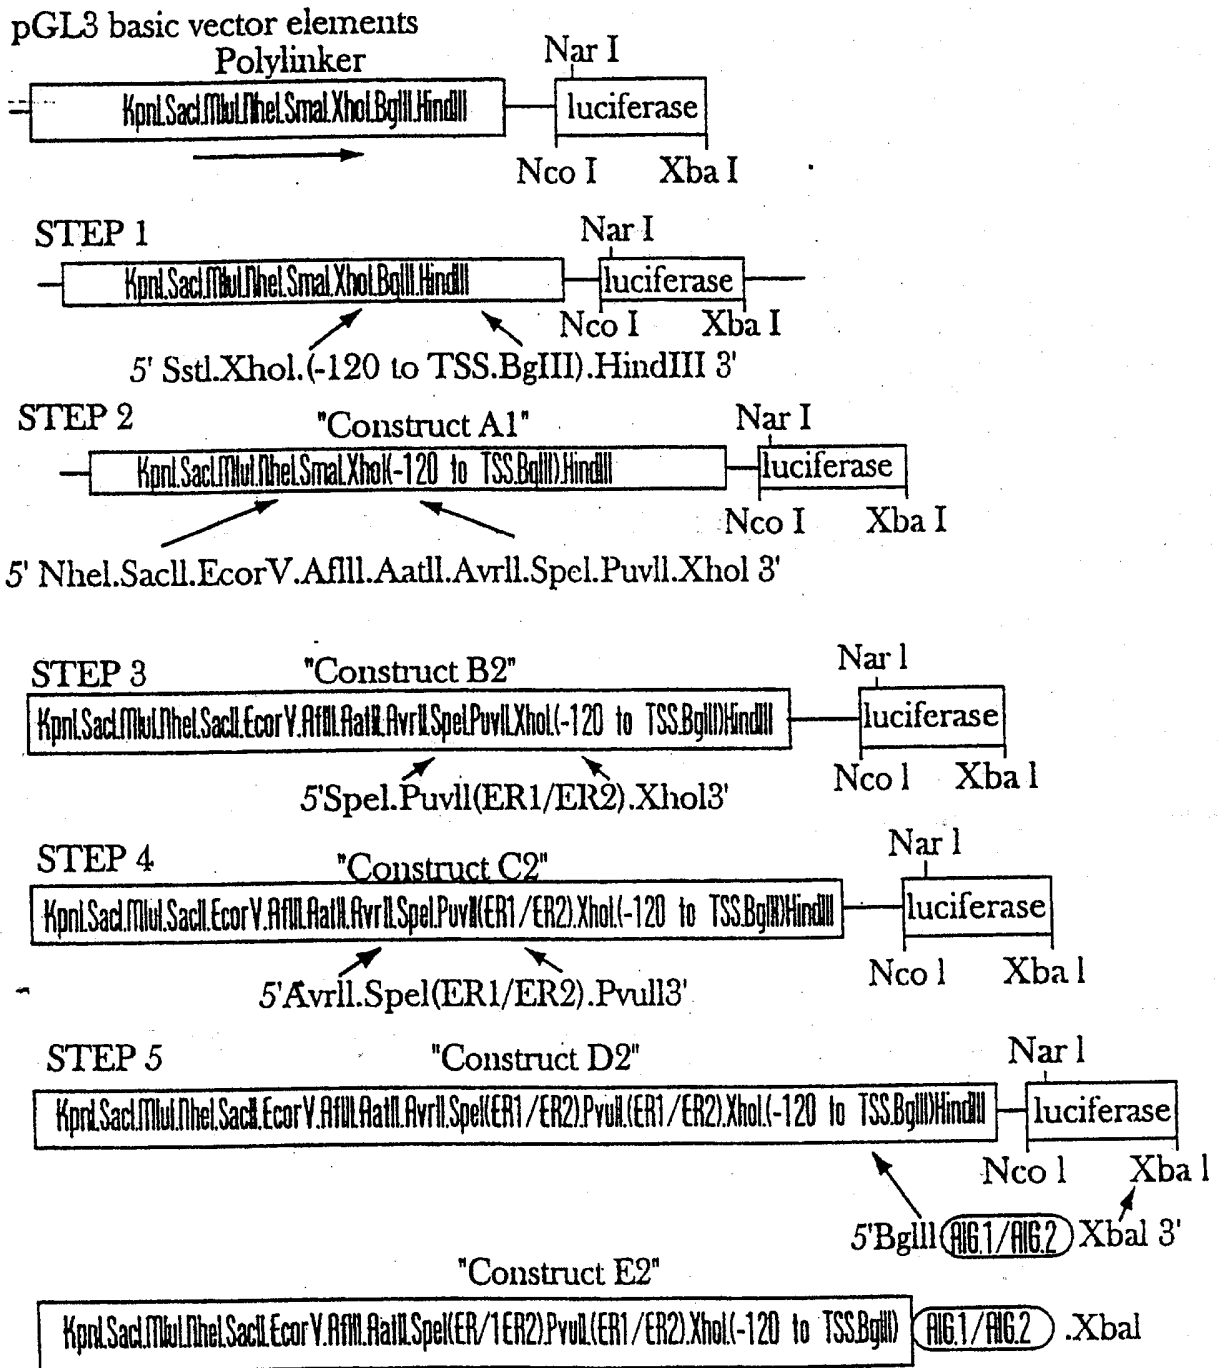 pGL3 basic vector elements
Polylinker
Nar I
KpnI.SacI.MluI.NheI.SmaI.XhoI.BglII.HindIII
luciferase
Nco I Xba I
STEP 1
Nar I
KpnI.SacI.MluI.NheI.SmaI.XhoI.BglII.HindIII
luciferase
Nco I Xba I
5' SstI.XhoI.(-120 to TSS.BgIII).HindIII 3'
STEP 2
"Construct A1"
Nar I
KpnI.SacI.MluI.NheI.SmaI.XhoI(-120 to TSS.BglII).HindIII
luciferase
Nco I Xba I
5' NheI.SacII.EcorV.AflII.AatII.AvrII.SpeI.PuvII.XhoI 3'
STEP 3
"Construct B2"
Nar l
KpnI.SacI.MluI.NheI.SacII.EcorV.AflII.AatII.AvrII.SpeI.PuvII.XhoI.(-120 to TSS.BglII)HindIII
luciferase
Nco l Xba l
5'SpeI.PuvII(ER1/ER2).XhoI3'
STEP 4
"Construct C2"
Nar l
KpnI.SacI.MluI.SacII.EcorV.AflII.AatII.AvrII.SpeI.PuvII(ER1/ER2).XhoI.(-120 to TSS.BglII)HindIII
luciferase
Nco l Xba l
5'AvrII.SpeI(ER1/ER2).PvuII3'
STEP 5
"Construct D2"
Nar l
KpnI.SacI.MluI.NheI.SacII.EcorV.AflII.AatII.AvrII.SpeI(ER1/ER2).PvuII.(ER1/ER2).XhoI.(-120 to TSS.BglII)HindIII
luciferase
Nco l Xba l
5'BglII AIG.1/AIG.2 XbaI 3'
"Construct E2"
KpnI.SacI.MluI.NheI.SacII.EcorV.AflII.AatII.SpeI(ER/1ER2).PvuII.(ER1/ER2).XhoI.(-120 to TSS.BglII) AIG.1/AIG.2 .XbaI